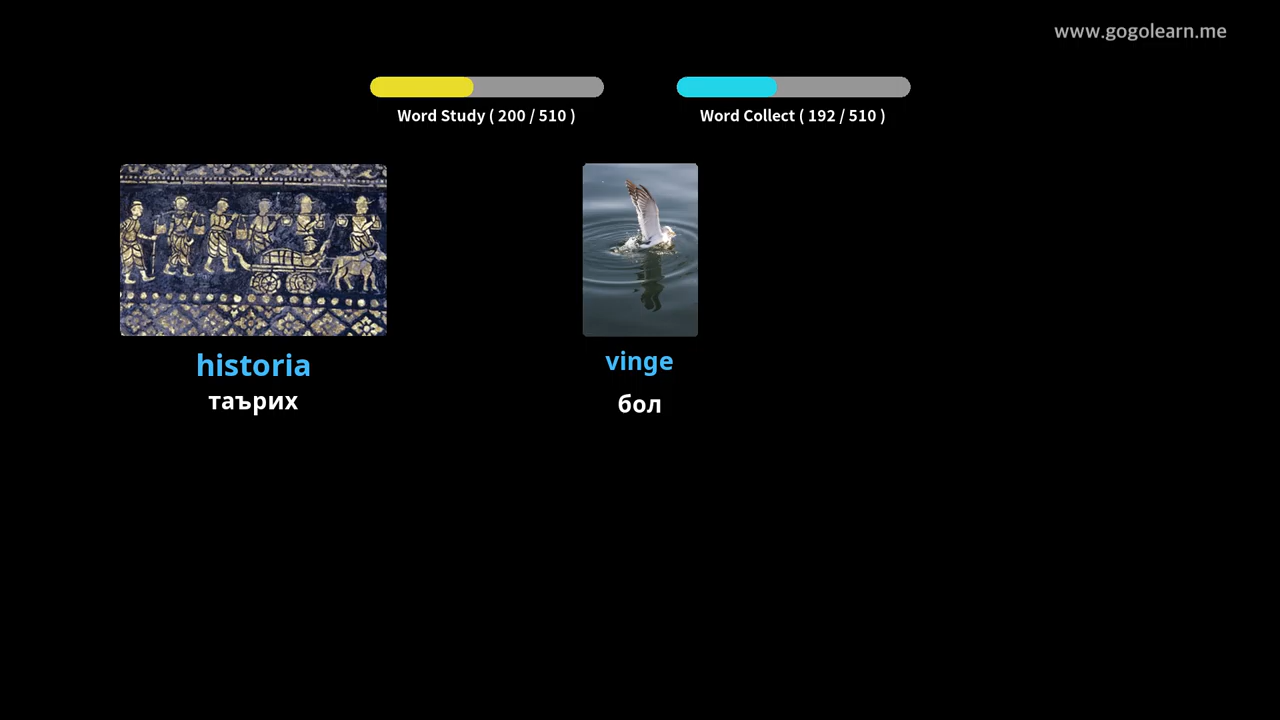 www.gogolearn.me
Word Study ( 200 / 510 )
Word Collect ( 192 / 510 )
historia
таърих
vinge
бол